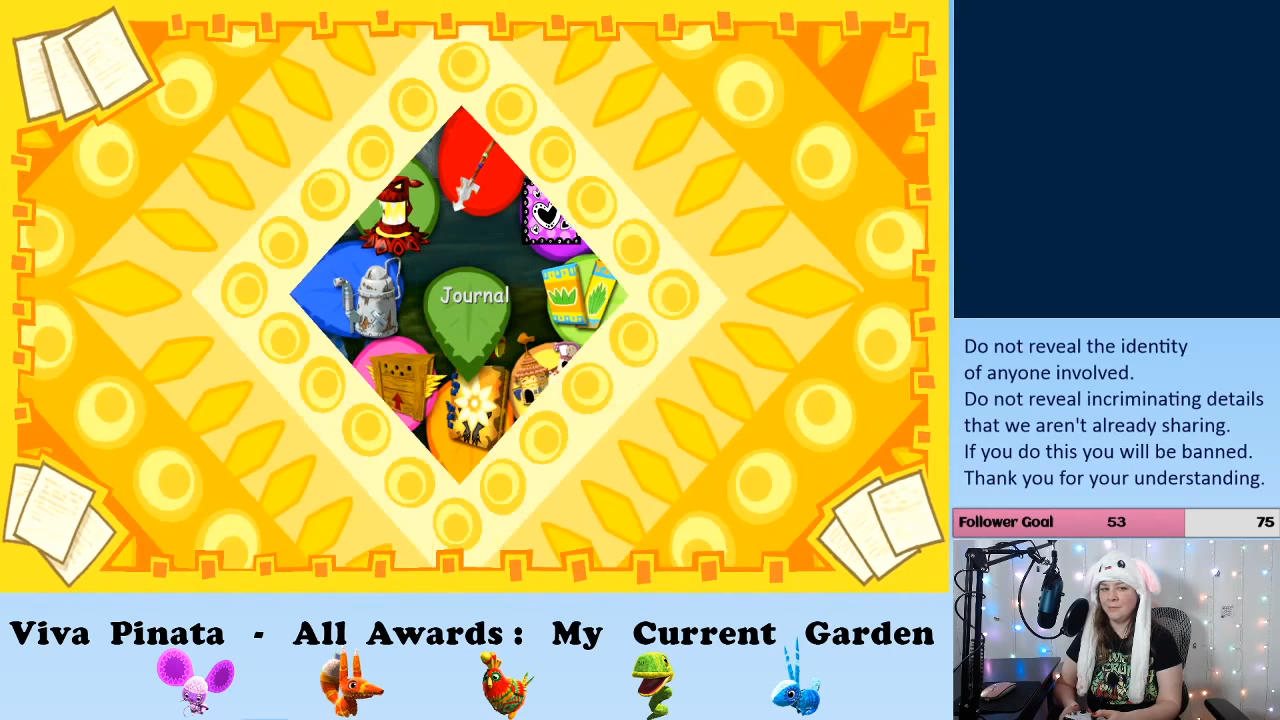 Journal
Do not reveal the identity
of anyone involved.
Do not reveal incriminating details
that we aren't already sharing.
If you do this you will be banned.
Thank you for your understanding.
Follower Goal 53 75
Viva Pinata - All Awards: My Current Garden